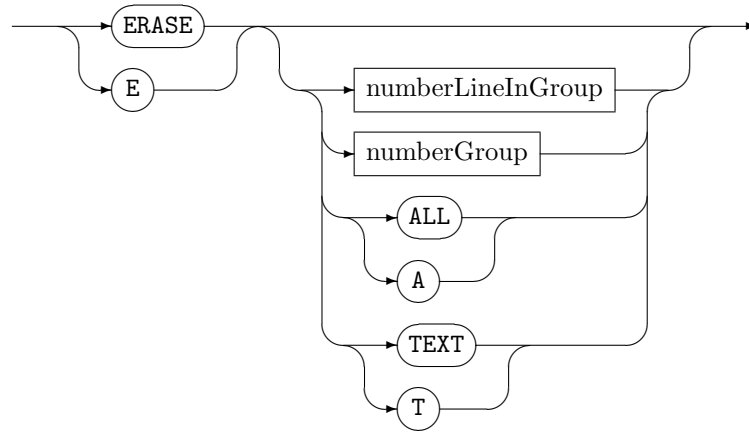 ERASE
E
numberLineInGroup
numberGroup
ALL
A
TEXT
T